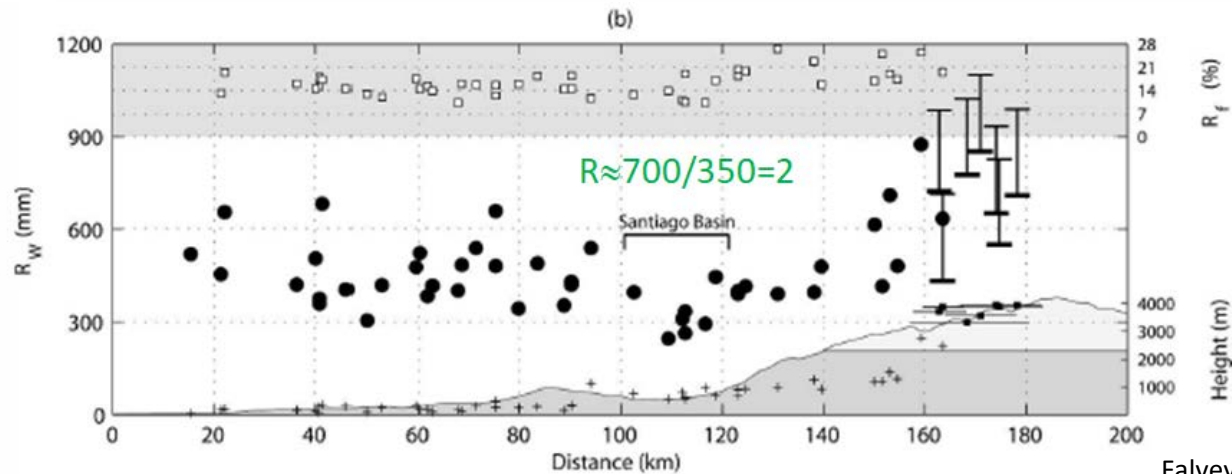 (b)
1200
900
600
300
0
R_W (mm)
R≈700/350=2
Santiago Basin
28
21
14
7
0
R_f (%)
4000
3000
2000
1000
Height (m)
0 20 40 60 80 100 120 140 160 180 200
Distance (km)
Falvey